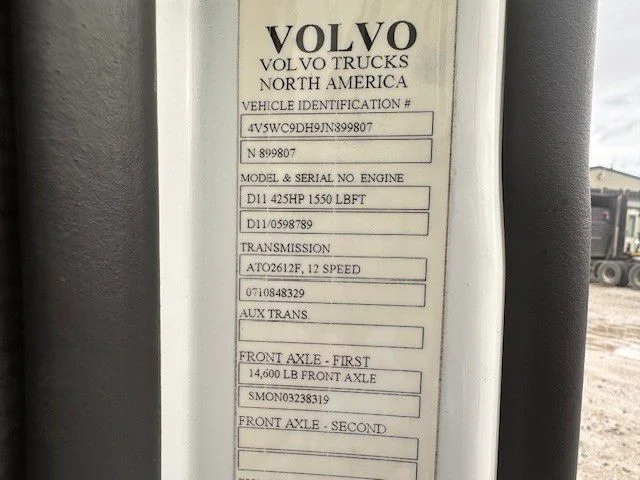 VOLVO
VOLVO TRUCKS
NORTH AMERICA
VEHICLE IDENTIFICATION #
4V5WC9DH9JN899807
N 899807
MODEL & SERIAL NO. ENGINE
D11 425HP 1550 LBFT
D11/0598789
TRANSMISSION
ATO2612F, 12 SPEED
0710848329
AUX TRANS.
FRONT AXLE - FIRST
14,600 LB FRONT AXLE
SMON03238319
FRONT AXLE - SECOND